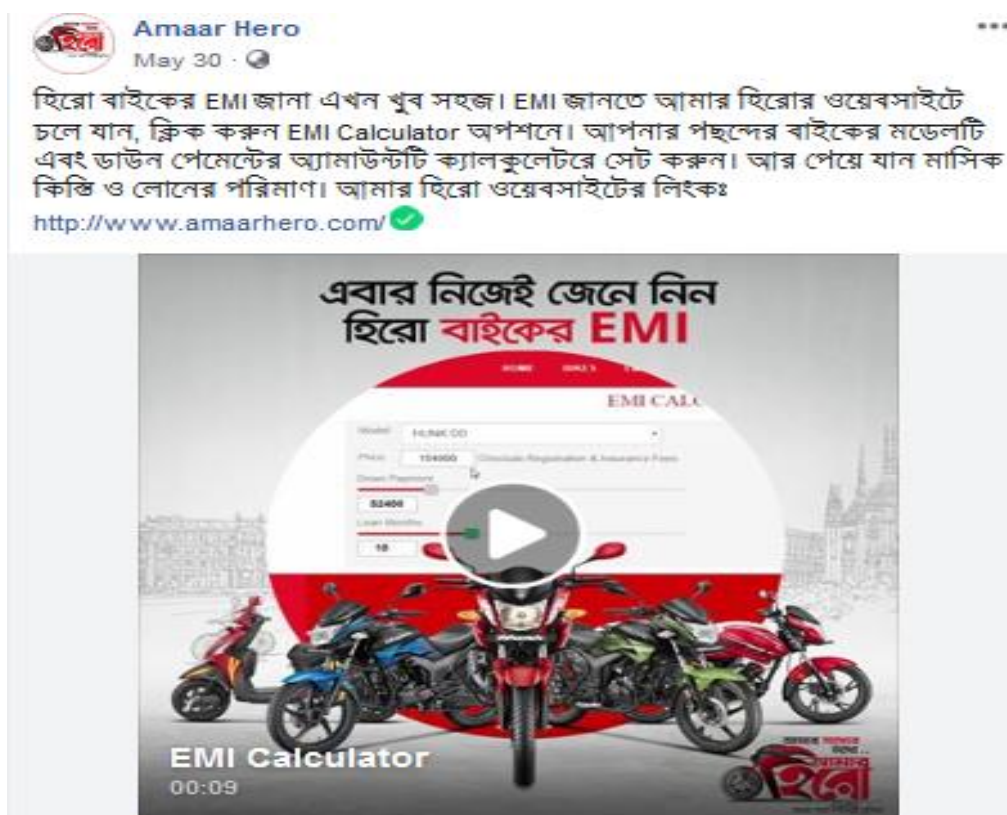 Amaar Hero
May 30
হিরো বাইকের EMI জানা এখন খুব সহজ। EMI জানতে আমার হিরোর ওয়েবসাইটে
চলে যান, ক্লিক করুন EMI Calculator অপশনে। আপনার পছন্দের বাইকের মডেলটি
এবং ডাউন পেমেন্টের অ্যামাউন্টটি ক্যালকুলেটরে সেট করুন। আর পেয়ে যান মাসিক
কিস্তি ও লোনের পরিমাণ। আমার হিরো ওয়েবসাইটের লিংকঃ
http://www.amaarhero.com/
এবার নিজেই জেনে নিন
হিরো বাইকের EMI
HOME BIKES
EMI CALC
Model
Price
Down Payment
Loan Months
18
EMI Calculator
00:09
আমার
হিরো